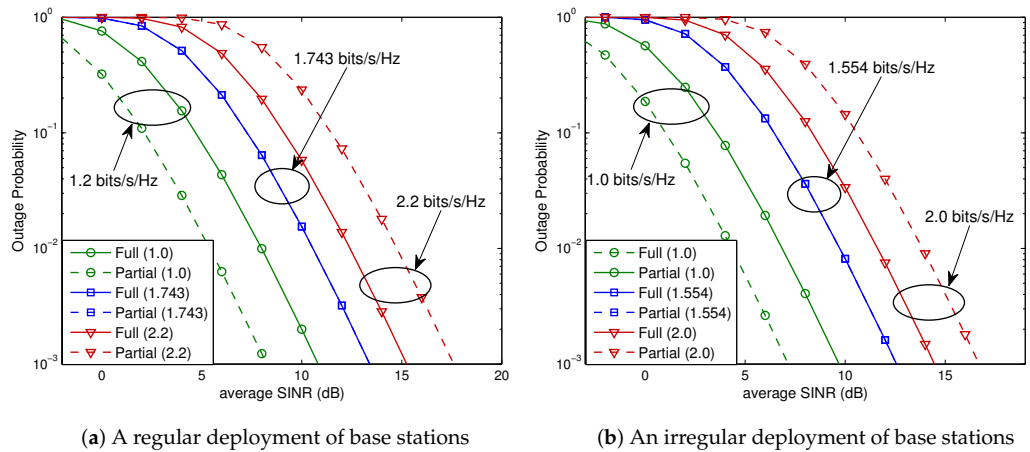 10⁰
10⁻¹
10⁻²
10⁻³
Outage Probability
1.743 bits/s/Hz
1.2 bits/s/Hz
2.2 bits/s/Hz
Full (1.0)
Partial (1.0)
Full (1.743)
Partial (1.743)
Full (2.2)
Partial (2.2)
0 5 10 15 20
average SINR (dB)
(a) A regular deployment of base stations
10⁰
10⁻¹
10⁻²
10⁻³
Outage Probability
1.554 bits/s/Hz
1.0 bits/s/Hz
2.0 bits/s/Hz
Full (1.0)
Partial (1.0)
Full (1.554)
Partial (1.554)
Full (2.0)
Partial (2.0)
0 5 10 15
average SINR (dB)
(b) An irregular deployment of base stations